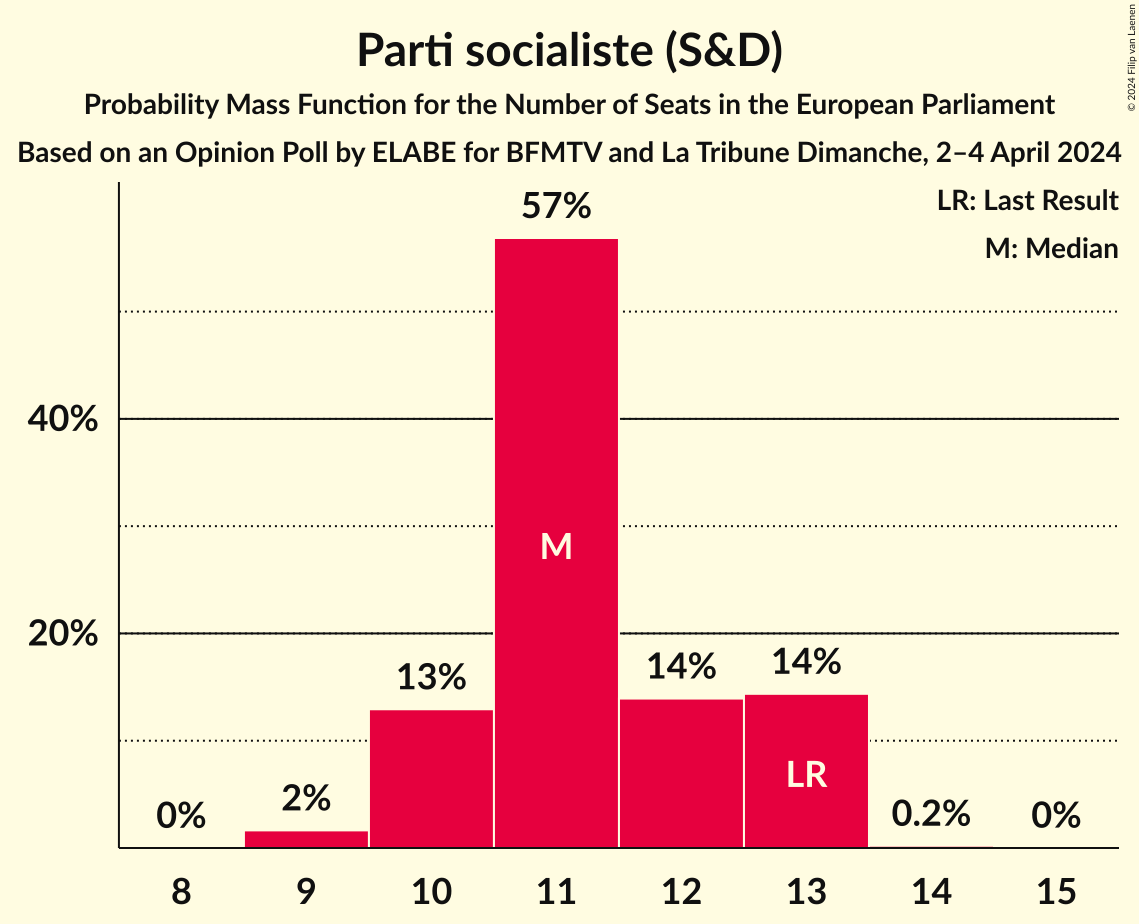 Parti socialiste (S&D)
Probability Mass Function for the Number of Seats in the European Parliament
Based on an Opinion Poll by ELABE for BFMTV and La Tribune Dimanche, 2–4 April 2024
© 2024 Filip van Laenen
LR: Last Result
M: Median
57%
40%
M
20%
13%
14%
14%
LR
0%
2%
0.2%
0%
8 9 10 11 12 13 14 15